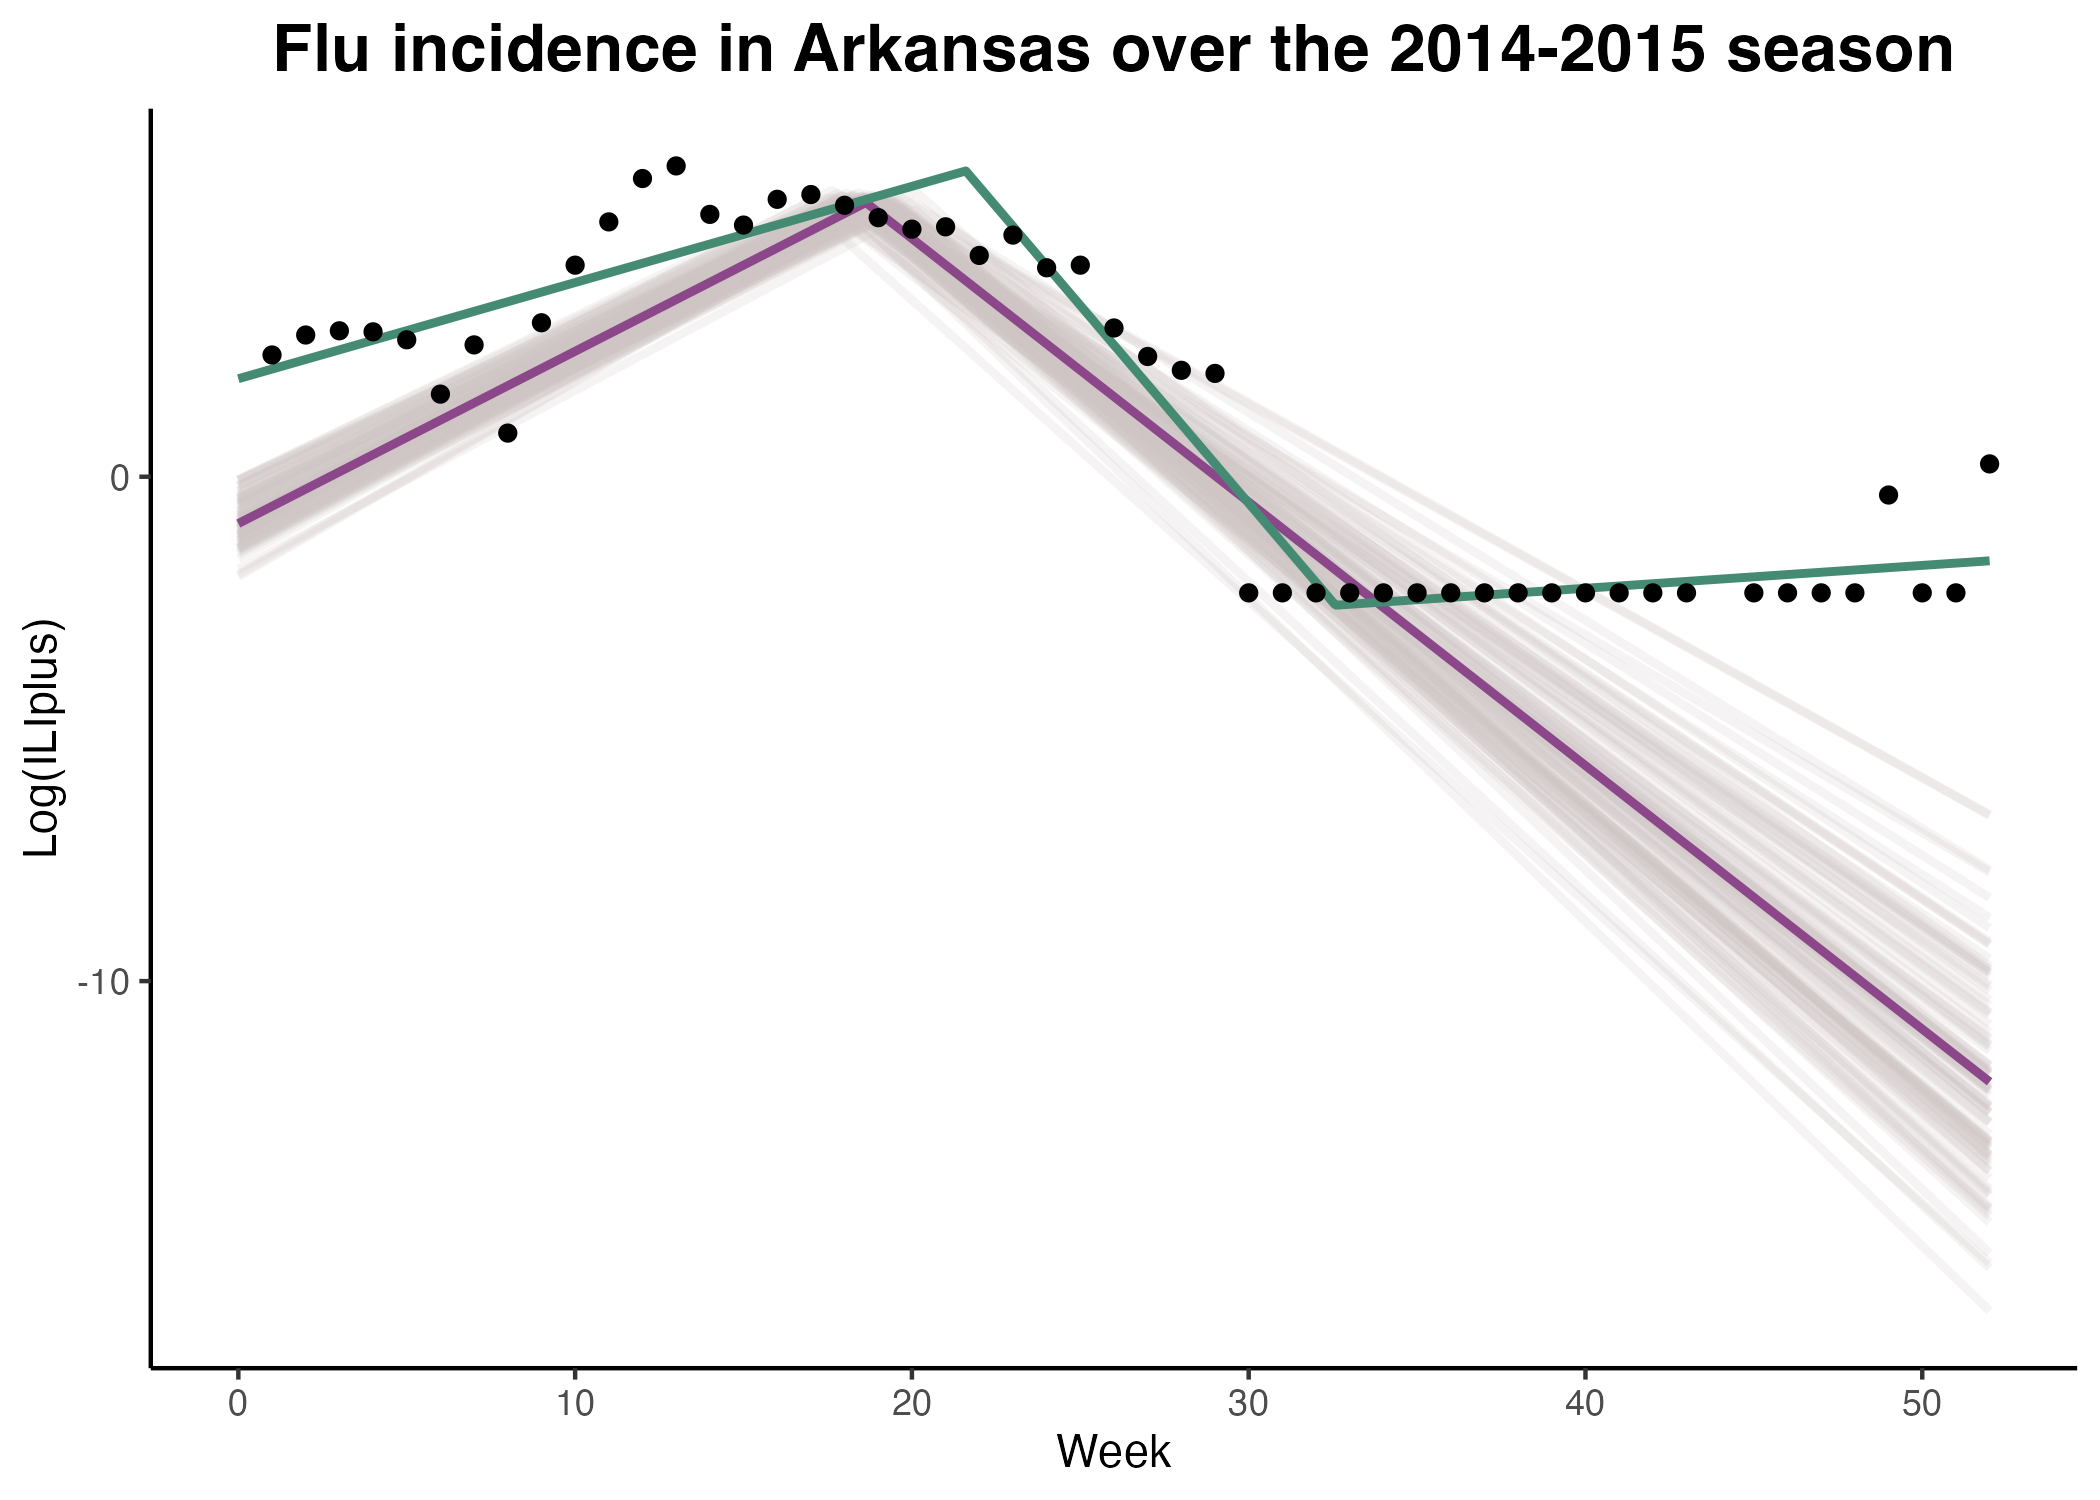 Flu incidence in Arkansas over the 2014-2015 season
Log(ILIplus)
0
-10
0 10 20 30 40 50
Week